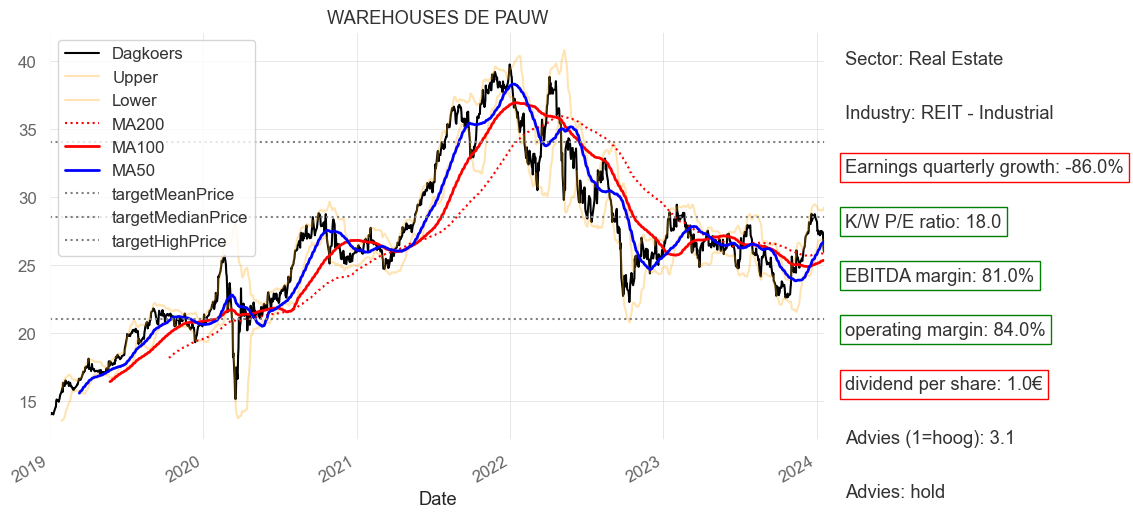 WAREHOUSES DE PAUW
Dagkoers
Upper
Lower
MA200
MA100
MA50
targetMeanPrice
targetMedianPrice
targetHighPrice
40
35
30
25
20
15
2019
2020
2021
2022
2023
2024
Date
Sector: Real Estate
Industry: REIT - Industrial
Earnings quarterly growth: -86.0%
K/W P/E ratio: 18.0
EBITDA margin: 81.0%
operating margin: 84.0%
dividend per share: 1.0€
Advies (1=hoog): 3.1
Advies: hold